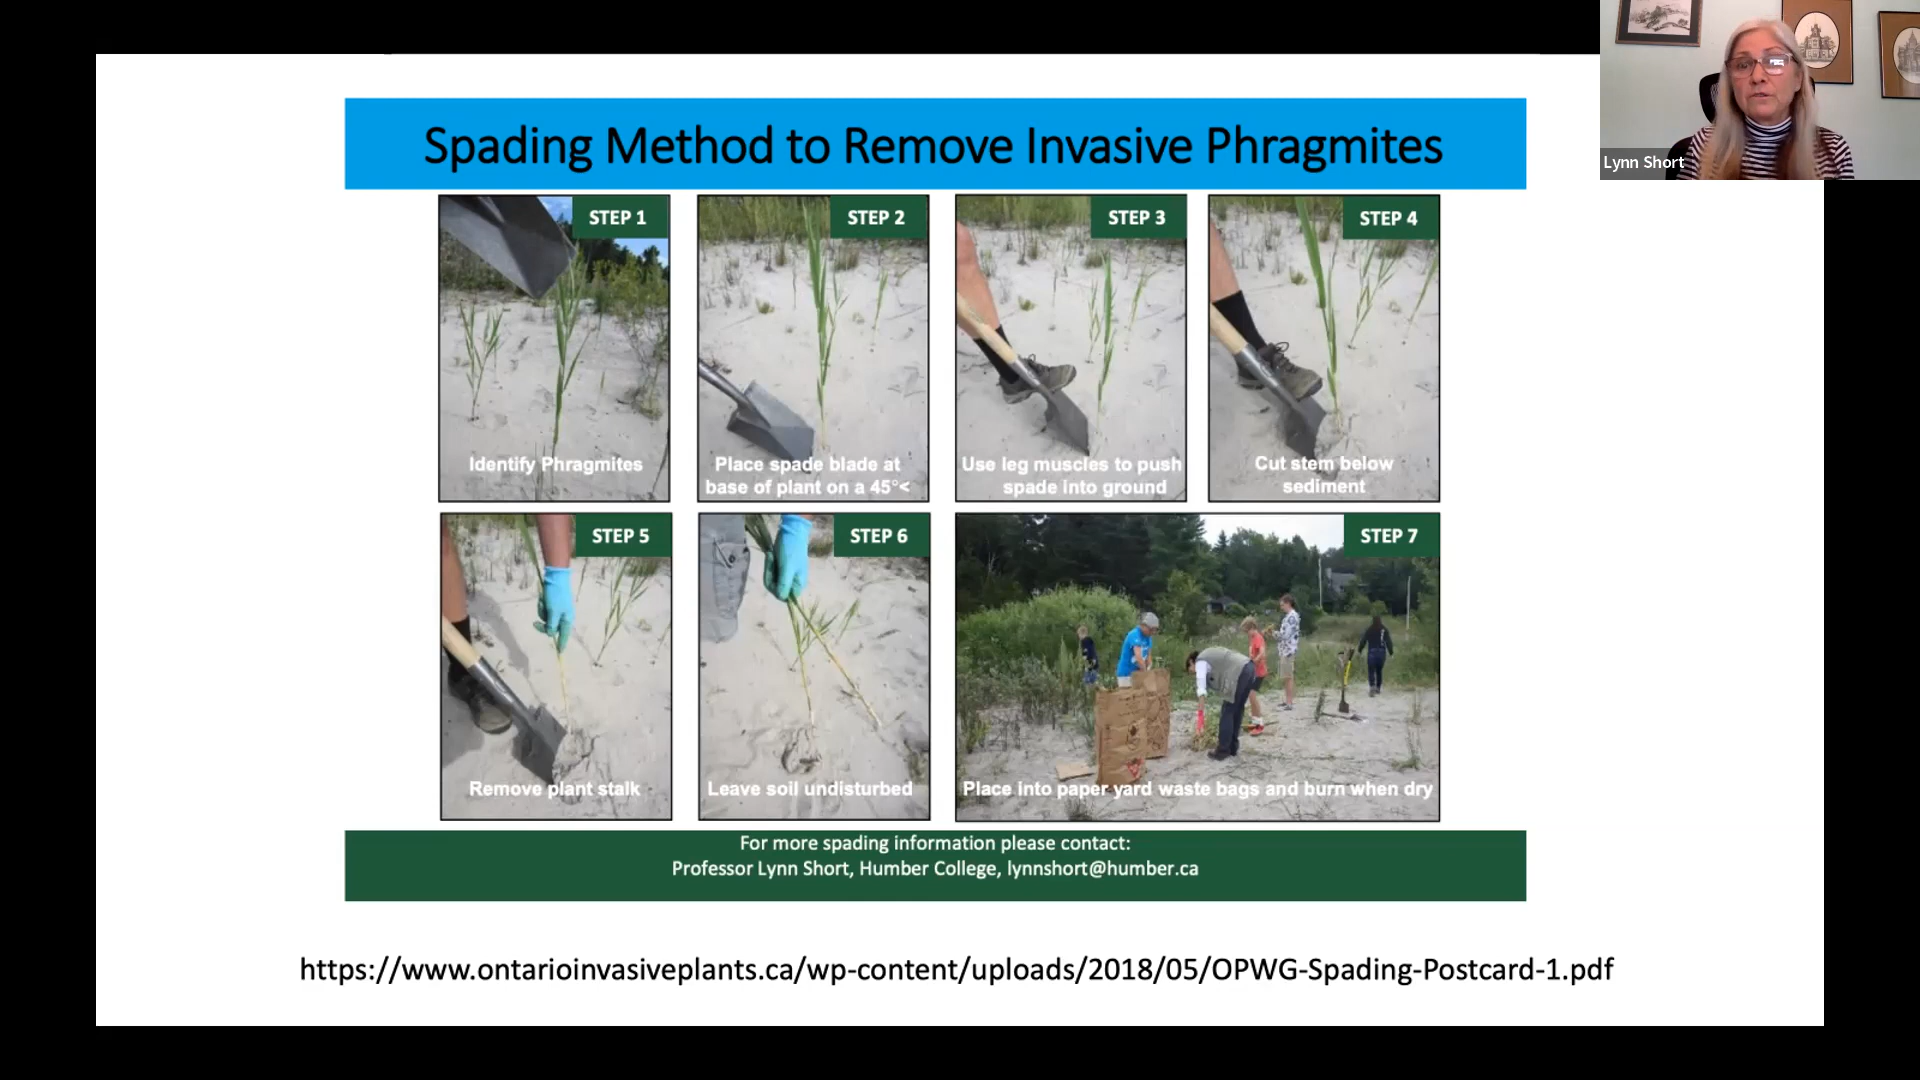 Lynn Short
Spading Method to Remove Invasive Phragmites
STEP 1
Identify Phragmites
STEP 2
Place spade blade at
base of plant on a 45°<
STEP 3
Use leg muscles to push
spade into ground
STEP 4
Cut stem below
sediment
STEP 5
Remove plant stalk
STEP 6
Leave soil undisturbed
STEP 7
Place into paper yard waste bags and burn when dry
For more spading information please contact:
Professor Lynn Short, Humber College, lynnshort@humber.ca
https://www.ontarioinvasiveplants.ca/wp-content/uploads/2018/05/OPWG-Spading-Postcard-1.pdf